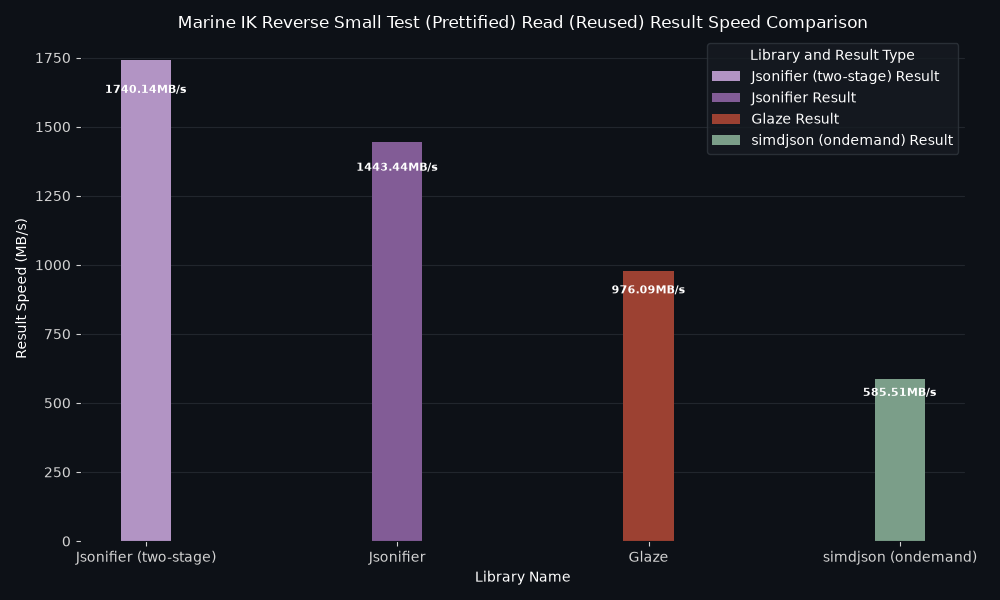 Marine IK Reverse Small Test (Prettified) Read (Reused) Result Speed Comparison
Library and Result Type
Jsonifier (two-stage) Result
Jsonifier Result
Glaze Result
simdjson (ondemand) Result
Result Speed (MB/s)
1750
1500
1250
1000
750
500
250
0
1740.14MB/s
1443.44MB/s
976.09MB/s
585.51MB/s
Jsonifier (two-stage)
Jsonifier
Glaze
simdjson (ondemand)
Library Name